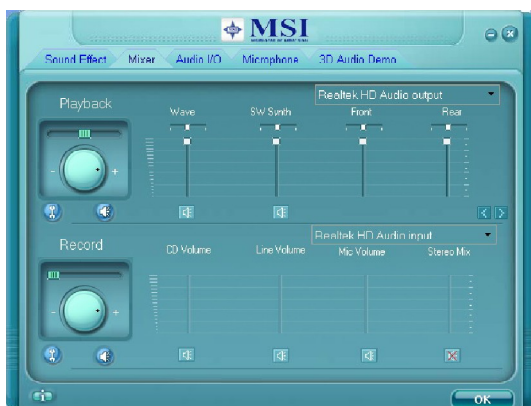 MSI
Sound Effect Mixer Audio I/O Microphone 3D Audio Demo
Realtek HD Audio output
Playback
Wave SW Synth Front Rear
- +
Realtek HD Audio input
Record
CD Volume Line Volume Mic Volume Stereo Mix
- +
OK